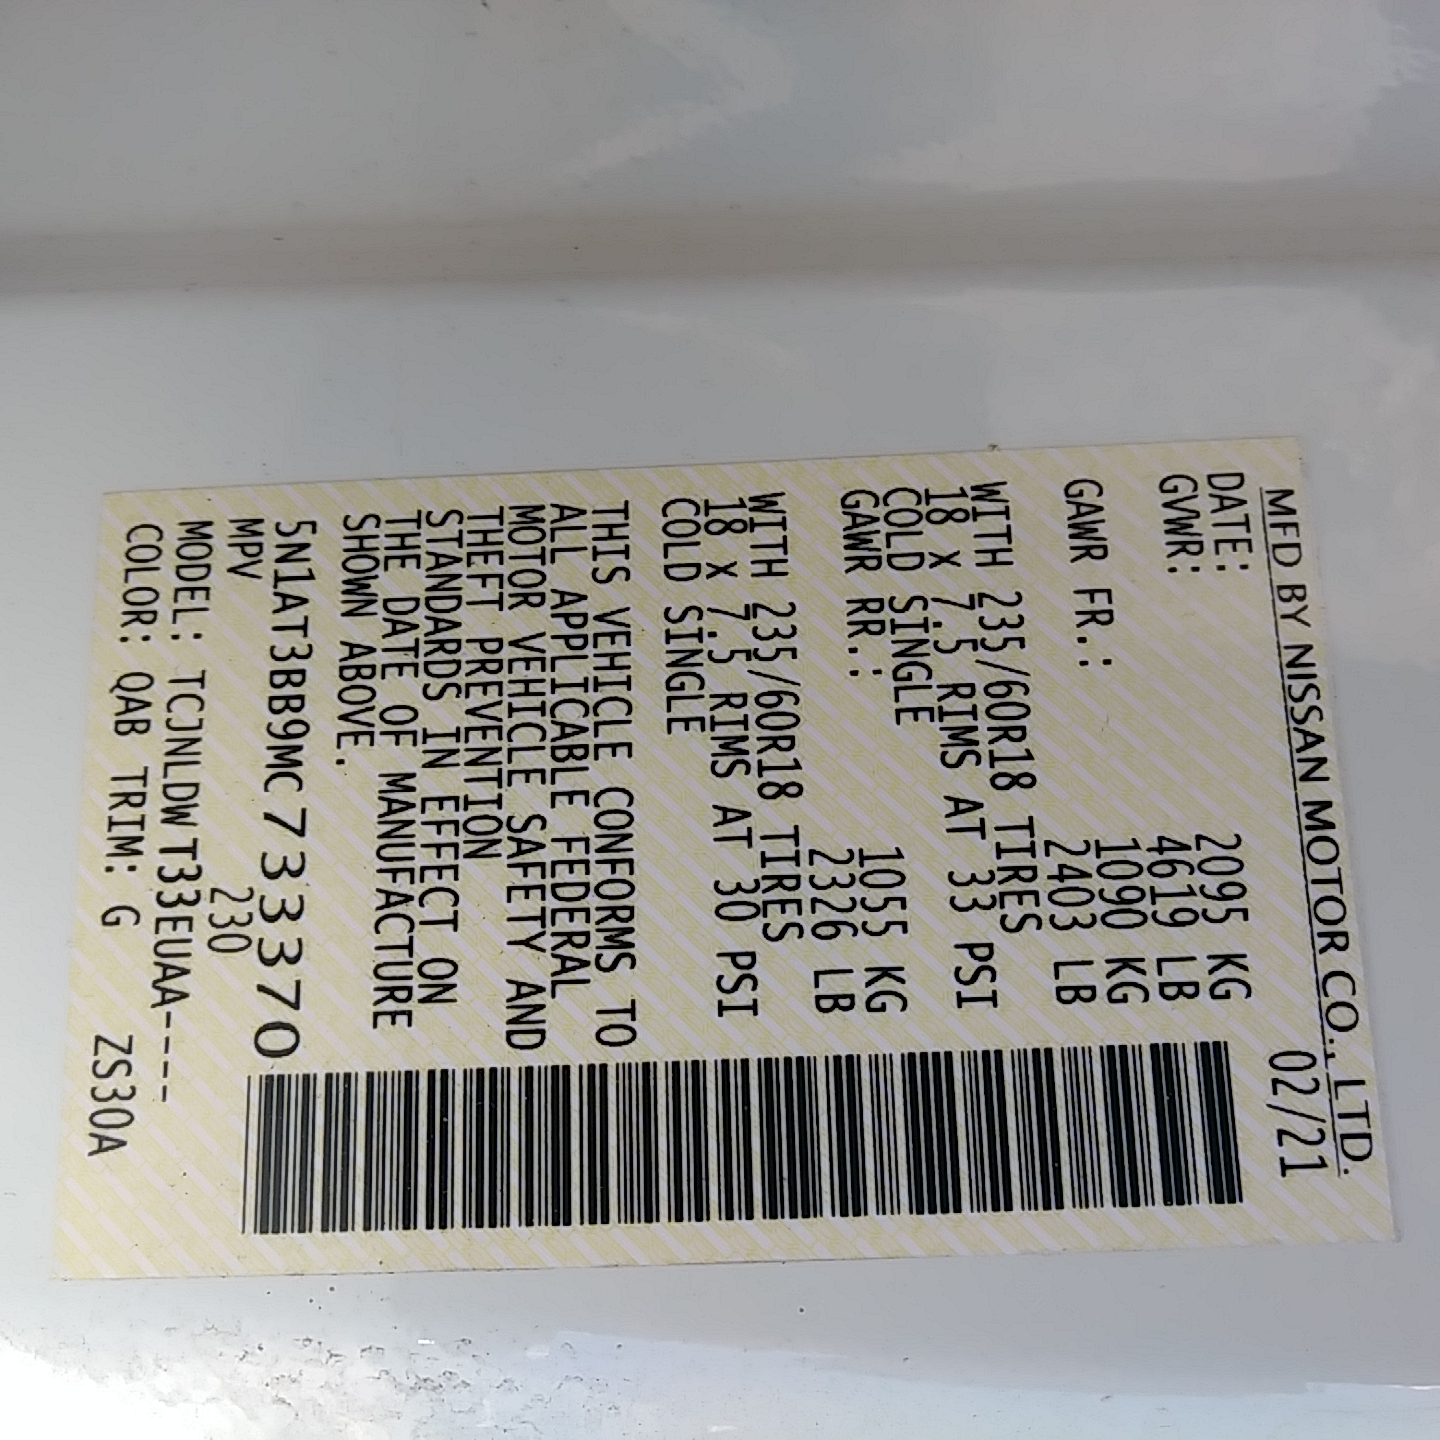 MFD BY NISSAN MOTOR CO., LTD.
DATE: 02/21
GVWR: 2095 KG
4619 LB
GAWR FR.: 1090 KG
2403 LB
WITH 235/60R18 TIRES
18 X 7.5 RIMS AT 33 PSI
COLD SINGLE
GAWR RR.: 1055 KG
2326 LB
WITH 235/60R18 TIRES
18 X 7.5 RIMS AT 30 PSI
COLD SINGLE
THIS VEHICLE CONFORMS TO
ALL APPLICABLE FEDERAL
MOTOR VEHICLE SAFETY AND
THEFT PREVENTION
STANDARDS IN EFFECT ON
THE DATE OF MANUFACTURE
SHOWN ABOVE.
5N1AT3BB9MC733370
MPV 230
MODEL: TCJNLDWT33EUAA----
COLOR: QAB TRIM: G ZS30A